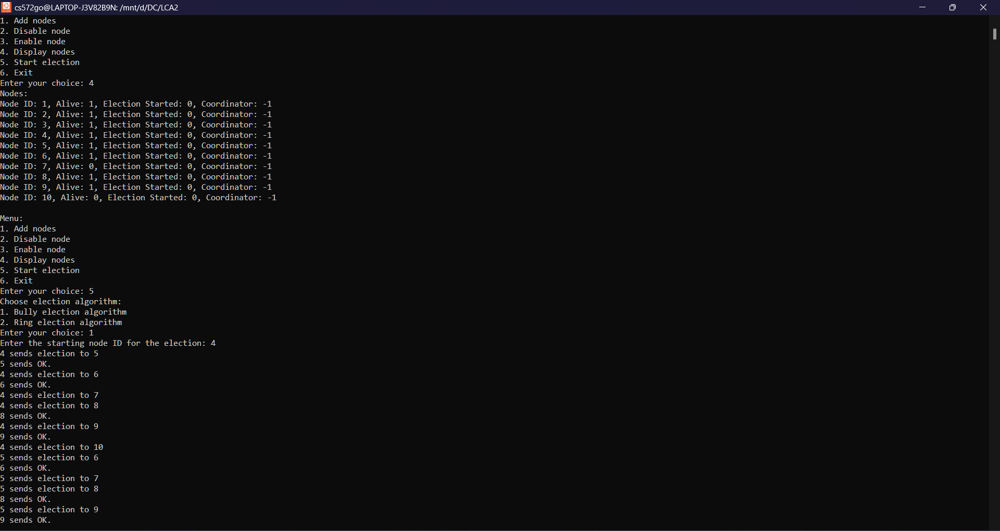 cs572go@LAPTOP-J3V82B9N: /mnt/d/DC/LCA2
1. Add nodes
2. Disable node
3. Enable node
4. Display nodes
5. Start election
6. Exit
Enter your choice: 4
Nodes:
Node ID: 1, Alive: 1, Election Started: 0, Coordinator: -1
Node ID: 2, Alive: 1, Election Started: 0, Coordinator: -1
Node ID: 3, Alive: 1, Election Started: 0, Coordinator: -1
Node ID: 4, Alive: 1, Election Started: 0, Coordinator: -1
Node ID: 5, Alive: 1, Election Started: 0, Coordinator: -1
Node ID: 6, Alive: 1, Election Started: 0, Coordinator: -1
Node ID: 7, Alive: 0, Election Started: 0, Coordinator: -1
Node ID: 8, Alive: 1, Election Started: 0, Coordinator: -1
Node ID: 9, Alive: 1, Election Started: 0, Coordinator: -1
Node ID: 10, Alive: 0, Election Started: 0, Coordinator: -1
Menu:
1. Add nodes
2. Disable node
3. Enable node
4. Display nodes
5. Start election
6. Exit
Enter your choice: 5
Choose election algorithm:
1. Bully election algorithm
2. Ring election algorithm
Enter your choice: 1
Enter the starting node ID for the election: 4
4 sends election to 5
5 sends OK.
4 sends election to 6
6 sends OK.
4 sends election to 7
4 sends election to 8
8 sends OK.
4 sends election to 9
9 sends OK.
4 sends election to 10
5 sends election to 6
6 sends OK.
5 sends election to 7
5 sends election to 8
8 sends OK.
5 sends election to 9
9 sends OK.